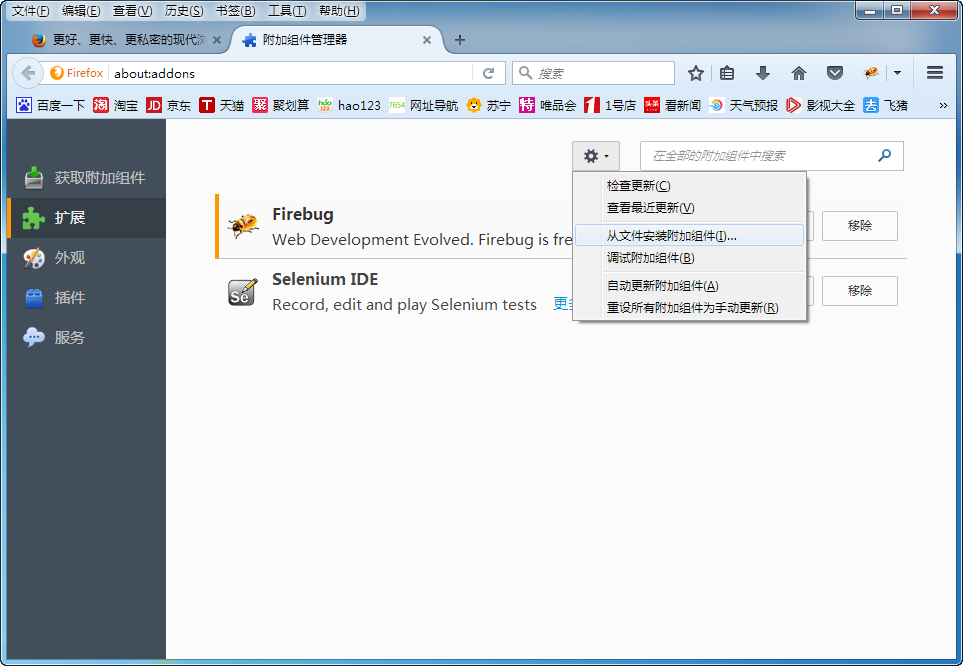 文件(F) 编辑(E) 查看(V) 历史(S) 书签(B) 工具(T) 帮助(H)
更好、更快、更私密的现代浏
附加组件管理器
Firefox about:addons
搜索
百度一下 淘宝 JD 京东 T 天猫 聚划算 hao123 网址导航 苏宁 特 唯品会 1号店 头条 看新闻 天气预报 影视大全 去 飞猪 »
获取附加组件
扩展
外观
插件
服务
在全部的附加组件中搜索
检查更新(C)
查看最近更新(V)
从文件安装附加组件(I)...
调试附加组件(B)
自动更新附加组件(A)
重设所有附加组件为手动更新(R)
Firebug
Web Development Evolved. Firebug is fre
移除
Se
Selenium IDE
Record, edit and play Selenium tests 更多
移除